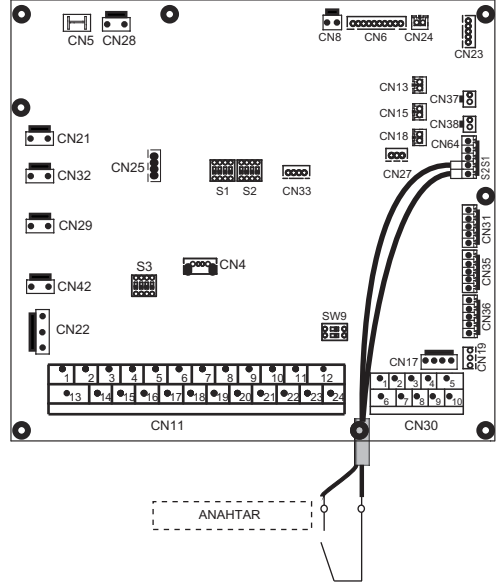 CN5 CN28 CN8 CN6 CN24 CN23
CN13 CN37
CN15 CN38
CN18 CN64
CN21
CN25 CN27 S2S1
CN32
S1 S2 CN33
CN29 CN31
S3 CN4
CN35
CN42
CN36
SW9
CN22
CN17 CN19
1 2 3 4 5 6 7 8 9 10 11 12
1 2 3 4 5
13 14 15 16 17 18 19 20 21 22 23 24
6 7 8 9 10
CN11 CN30
ANAHTAR